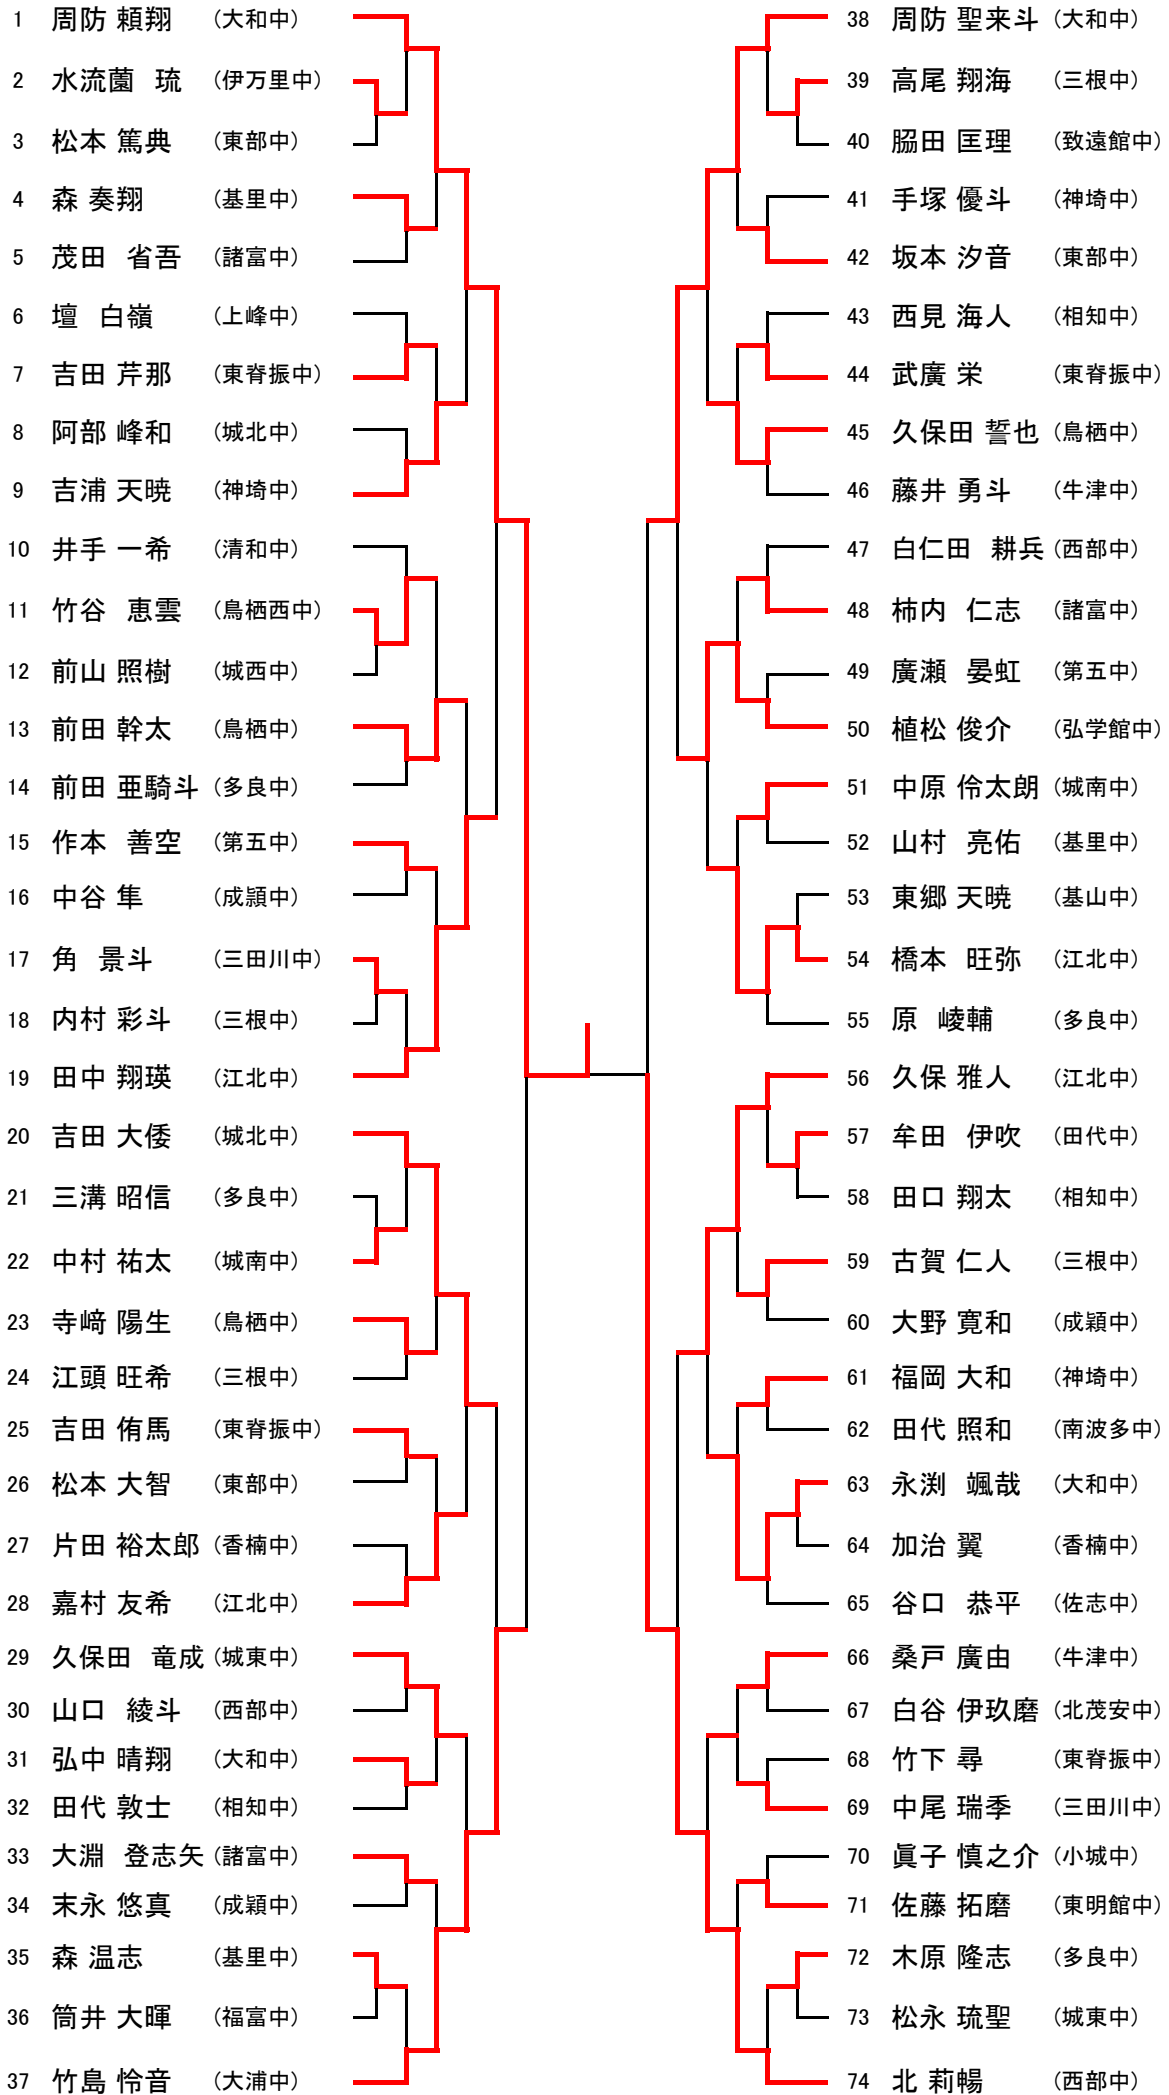 1 周防 頼翔 (大和中)
2 水流薗 琉 (伊万里中)
3 松本 篤典 (東部中)
4 森 奏翔 (基里中)
5 茂田 省吾 (諸富中)
6 壇 白嶺 (上峰中)
7 吉田 芹那 (東脊振中)
8 阿部 峰和 (城北中)
9 吉浦 天暁 (神埼中)
10 井手 一希 (清和中)
11 竹谷 恵雲 (鳥栖西中)
12 前山 照樹 (城西中)
13 前田 幹太 (鳥栖中)
14 前田 亜騎斗 (多良中)
15 作本 善空 (第五中)
16 中谷 隼 (成頴中)
17 角 景斗 (三田川中)
18 内村 彩斗 (三根中)
19 田中 翔瑛 (江北中)
20 吉田 大倭 (城北中)
21 三溝 昭信 (多良中)
22 中村 祐太 (城南中)
23 寺﨑 陽生 (鳥栖中)
24 江頭 旺希 (三根中)
25 吉田 侑馬 (東脊振中)
26 松本 大智 (東部中)
27 片田 裕太郎 (香楠中)
28 嘉村 友希 (江北中)
29 久保田 竜成 (城東中)
30 山口 綾斗 (西部中)
31 弘中 晴翔 (大和中)
32 田代 敦士 (相知中)
33 大淵 登志矢 (諸富中)
34 末永 悠真 (成穎中)
35 森 温志 (基里中)
36 筒井 大暉 (福富中)
37 竹島 怜音 (大浦中)
38 周防 聖来斗 (大和中)
39 高尾 翔海 (三根中)
40 脇田 匡理 (致遠館中)
41 手塚 優斗 (神埼中)
42 坂本 汐音 (東部中)
43 西見 海人 (相知中)
44 武廣 栄 (東脊振中)
45 久保田 誓也 (鳥栖中)
46 藤井 勇斗 (牛津中)
47 白仁田 耕兵 (西部中)
48 柿内 仁志 (諸富中)
49 廣瀬 晏虹 (第五中)
50 植松 俊介 (弘学館中)
51 中原 伶太朗 (城南中)
52 山村 亮佑 (基里中)
53 東郷 天暁 (基山中)
54 橋本 旺弥 (江北中)
55 原 崚輔 (多良中)
56 久保 雅人 (江北中)
57 牟田 伊吹 (田代中)
58 田口 翔太 (相知中)
59 古賀 仁人 (三根中)
60 大野 寛和 (成穎中)
61 福岡 大和 (神埼中)
62 田代 照和 (南波多中)
63 永渕 颯哉 (大和中)
64 加治 翼 (香楠中)
65 谷口 恭平 (佐志中)
66 桑戸 廣由 (牛津中)
67 白谷 伊玖磨 (北茂安中)
68 竹下 尋 (東脊振中)
69 中尾 瑞季 (三田川中)
70 眞子 慎之介 (小城中)
71 佐藤 拓磨 (東明館中)
72 木原 隆志 (多良中)
73 松永 琉聖 (城東中)
74 北 莉暢 (西部中)